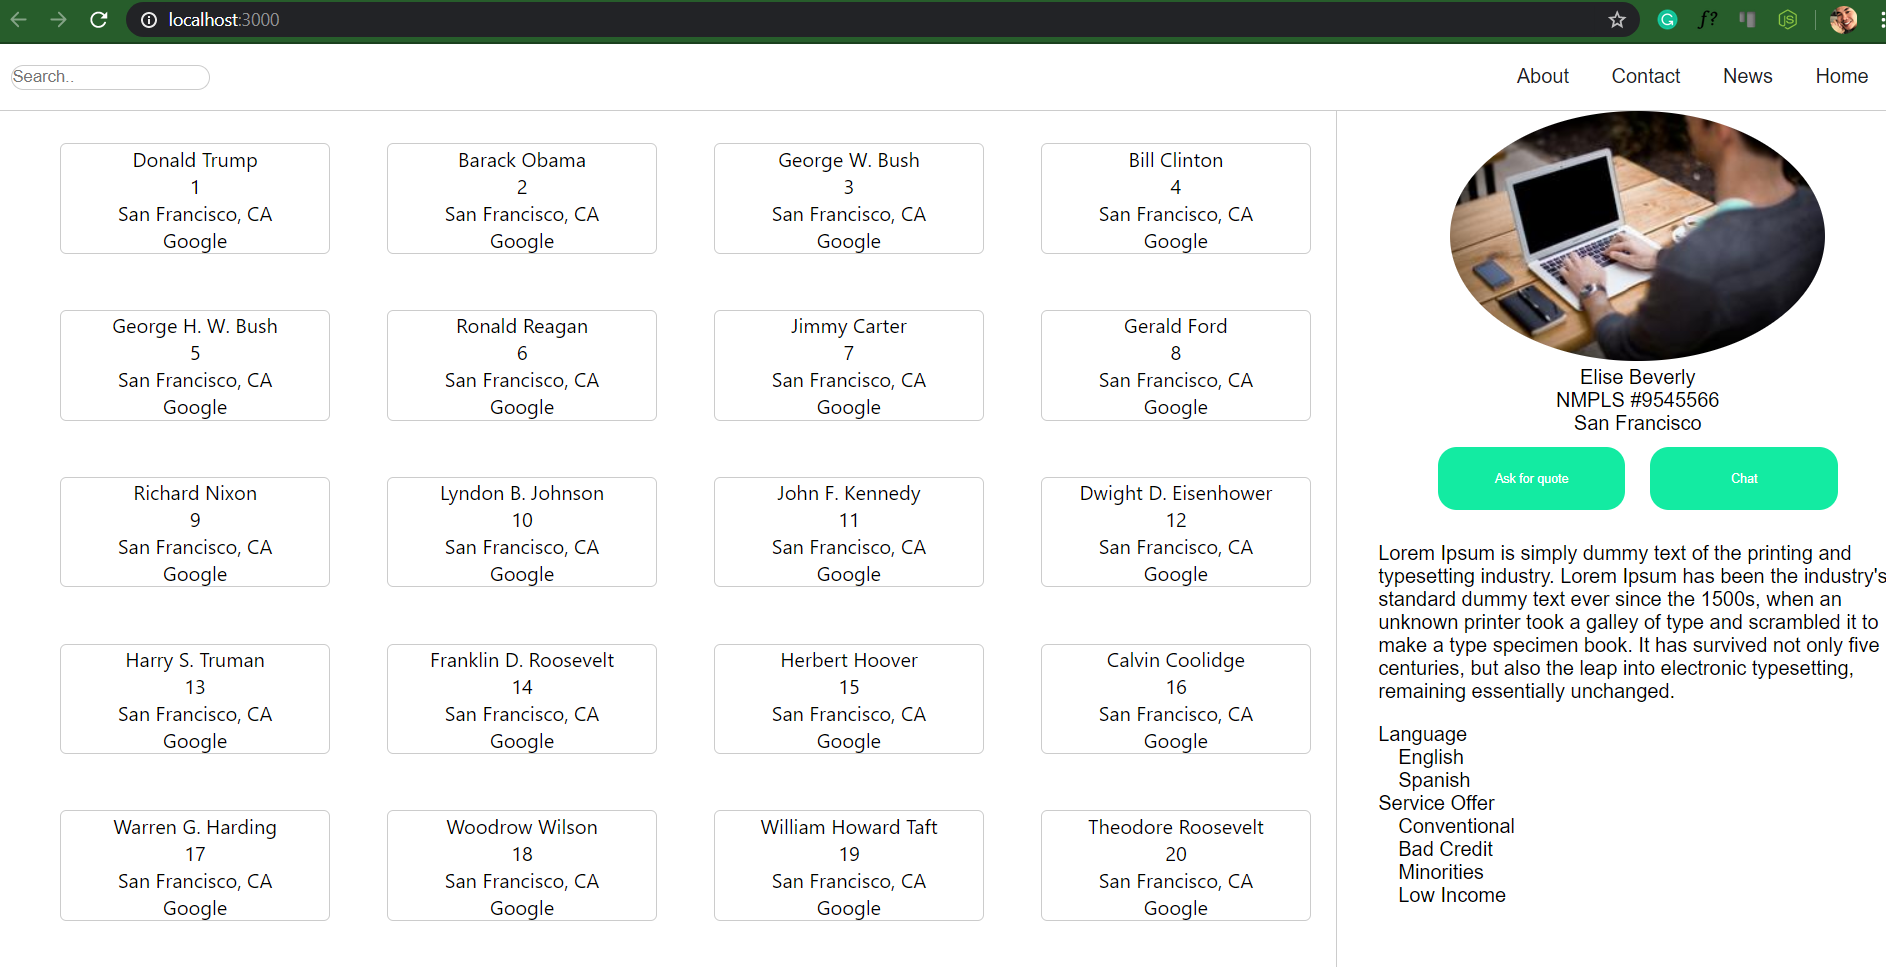 localhost:3000
f?
JS
Search..
About Contact News Home
Donald Trump
1
San Francisco, CA
Google
Barack Obama
2
San Francisco, CA
Google
George W. Bush
3
San Francisco, CA
Google
Bill Clinton
4
San Francisco, CA
Google
George H. W. Bush
5
San Francisco, CA
Google
Ronald Reagan
6
San Francisco, CA
Google
Jimmy Carter
7
San Francisco, CA
Google
Gerald Ford
8
San Francisco, CA
Google
Richard Nixon
9
San Francisco, CA
Google
Lyndon B. Johnson
10
San Francisco, CA
Google
John F. Kennedy
11
San Francisco, CA
Google
Dwight D. Eisenhower
12
San Francisco, CA
Google
Harry S. Truman
13
San Francisco, CA
Google
Franklin D. Roosevelt
14
San Francisco, CA
Google
Herbert Hoover
15
San Francisco, CA
Google
Calvin Coolidge
16
San Francisco, CA
Google
Warren G. Harding
17
San Francisco, CA
Google
Woodrow Wilson
18
San Francisco, CA
Google
William Howard Taft
19
San Francisco, CA
Google
Theodore Roosevelt
20
San Francisco, CA
Google
Elise Beverly
NMPLS #9545566
San Francisco
Ask for quote
Chat
Lorem Ipsum is simply dummy text of the printing and
typesetting industry. Lorem Ipsum has been the industry's
standard dummy text ever since the 1500s, when an
unknown printer took a galley of type and scrambled it to
make a type specimen book. It has survived not only five
centuries, but also the leap into electronic typesetting,
remaining essentially unchanged.
Language
English
Spanish
Service Offer
Conventional
Bad Credit
Minorities
Low Income